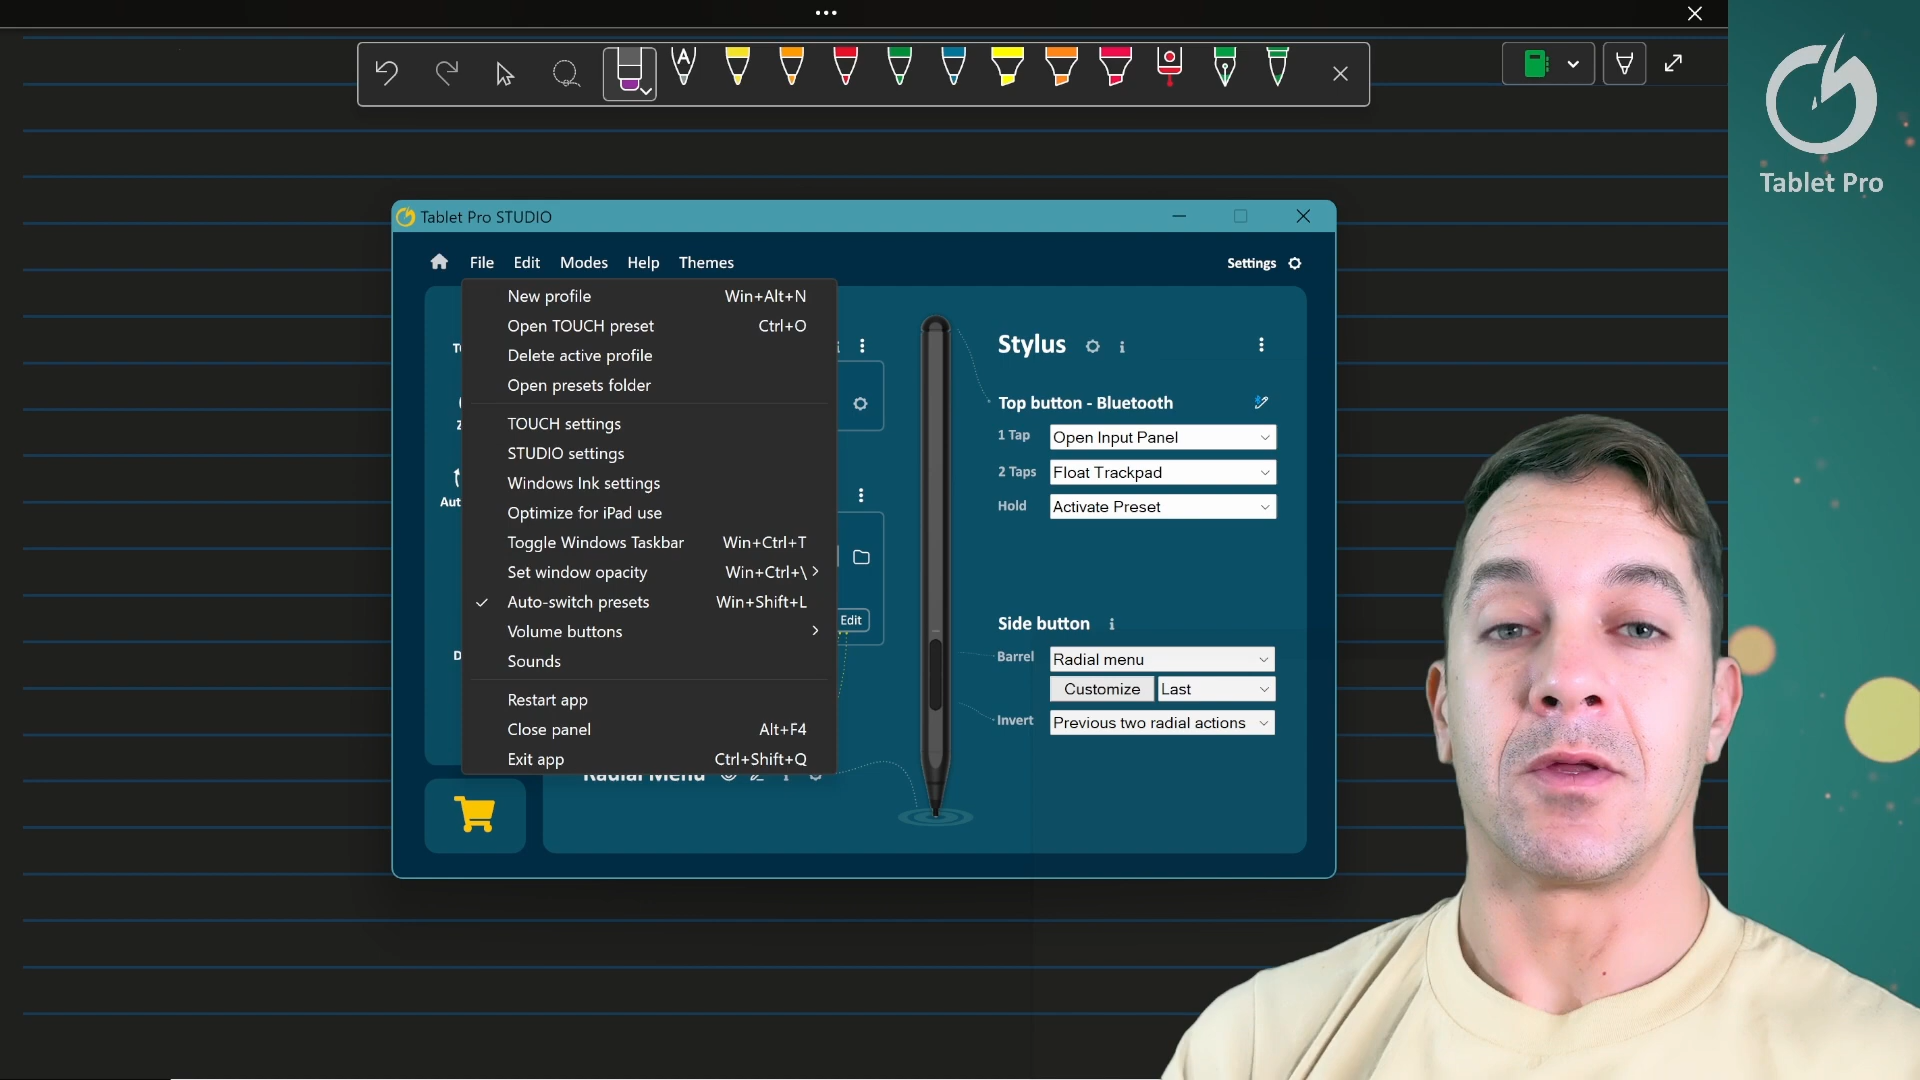 Tablet Pro
Tablet Pro STUDIO
File Edit Modes Help Themes
Settings
New profile Win+Alt+N
Open TOUCH preset Ctrl+O
Delete active profile
Open presets folder
TOUCH settings
STUDIO settings
Windows Ink settings
Optimize for iPad use
Toggle Windows Taskbar Win+Ctrl+T
Set window opacity Win+Ctrl+\
Auto-switch presets Win+Shift+L
Volume buttons
Sounds
Restart app
Close panel Alt+F4
Exit app Ctrl+Shift+Q
Aut
Edit
Radial Menu
Stylus
Top button - Bluetooth
1 Tap Open Input Panel
2 Taps Float Trackpad
Hold Activate Preset
Side button
Barrel Radial menu
Customize Last
Invert Previous two radial actions